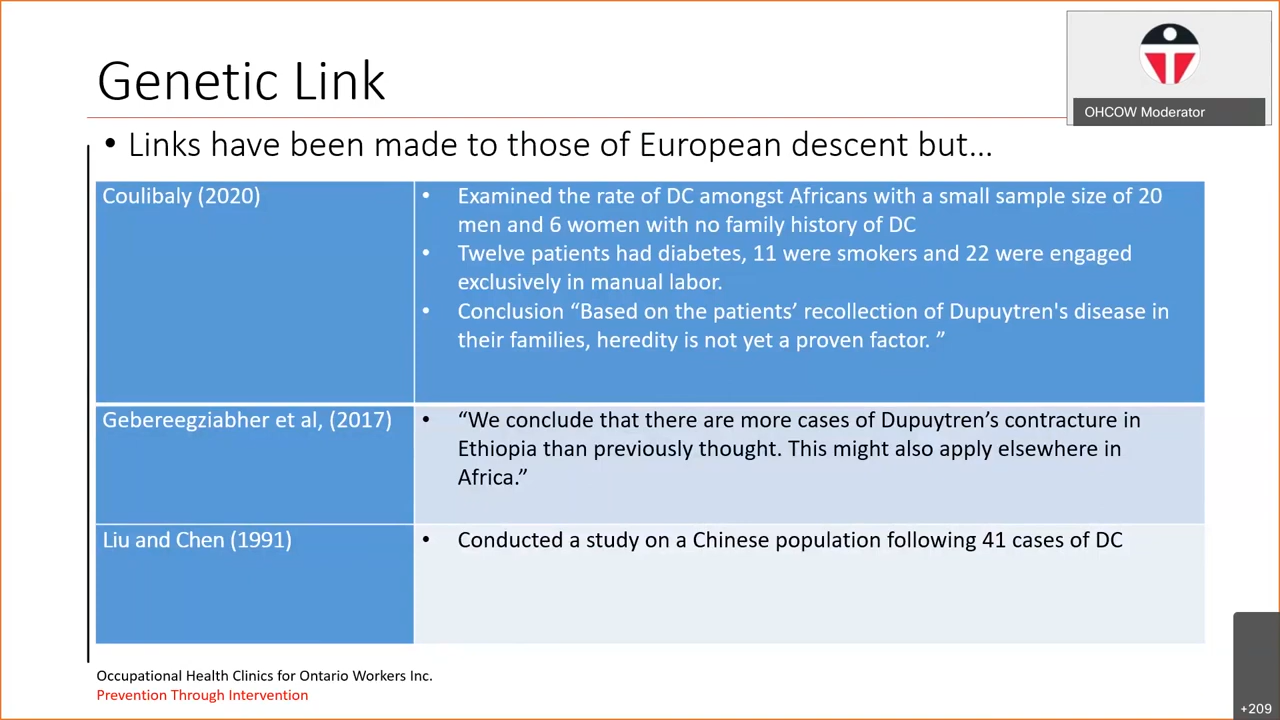 Genetic Link
OHCOW Moderator
• Links have been made to those of European descent but...
Coulibaly (2020)
• Examined the rate of DC amongst Africans with a small sample size of 20
men and 6 women with no family history of DC
• Twelve patients had diabetes, 11 were smokers and 22 were engaged
exclusively in manual labor.
• Conclusion “Based on the patients’ recollection of Dupuytren's disease in
their families, heredity is not yet a proven factor. ”
Gebereegziabher et al, (2017)
• “We conclude that there are more cases of Dupuytren’s contracture in
Ethiopia than previously thought. This might also apply elsewhere in
Africa.”
Liu and Chen (1991)
• Conducted a study on a Chinese population following 41 cases of DC
Occupational Health Clinics for Ontario Workers Inc.
Prevention Through Intervention
+209